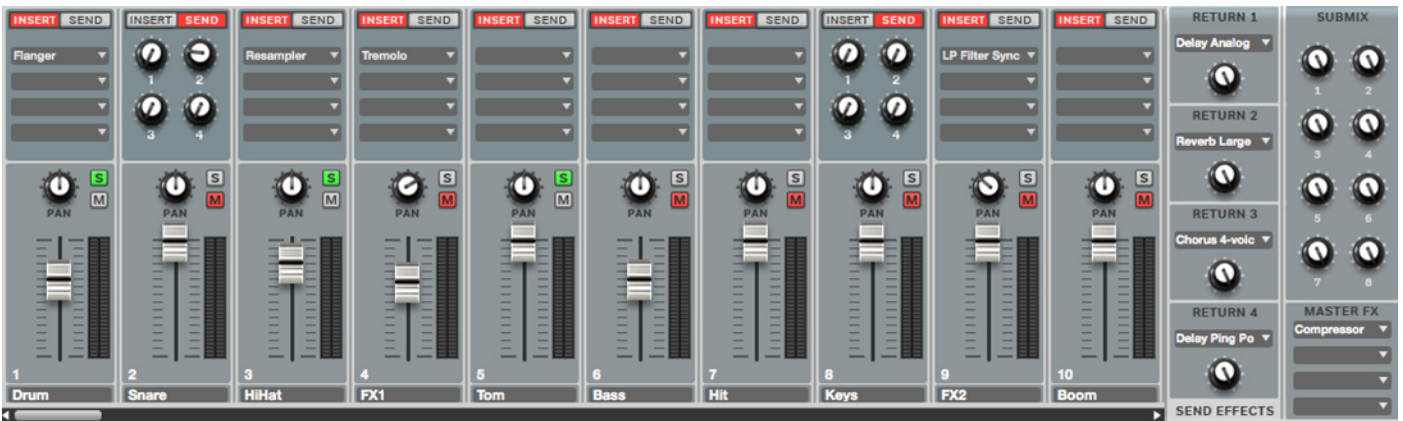 INSERT SEND INSERT SEND INSERT SEND INSERT SEND INSERT SEND INSERT SEND INSERT SEND INSERT SEND INSERT SEND INSERT SEND RETURN 1 SUBMIX
Flanger Resampler Tremolo LP Filter Sync Delay Analog
1 2 1 2 1 2
RETURN 2
3 4 3 4 Reverb Large 3 4
S S S S S S S S S S
M M M M M M M M M M
PAN PAN PAN PAN PAN PAN PAN PAN PAN PAN RETURN 3 5 6
Chorus 4-voic
7 8
RETURN 4 MASTER FX
Delay Ping Po Compressor
1 2 3 4 5 6 7 8 9 10
Drum Snare HiHat FX1 Tom Bass Hit Keys FX2 Boom
SEND EFFECTS